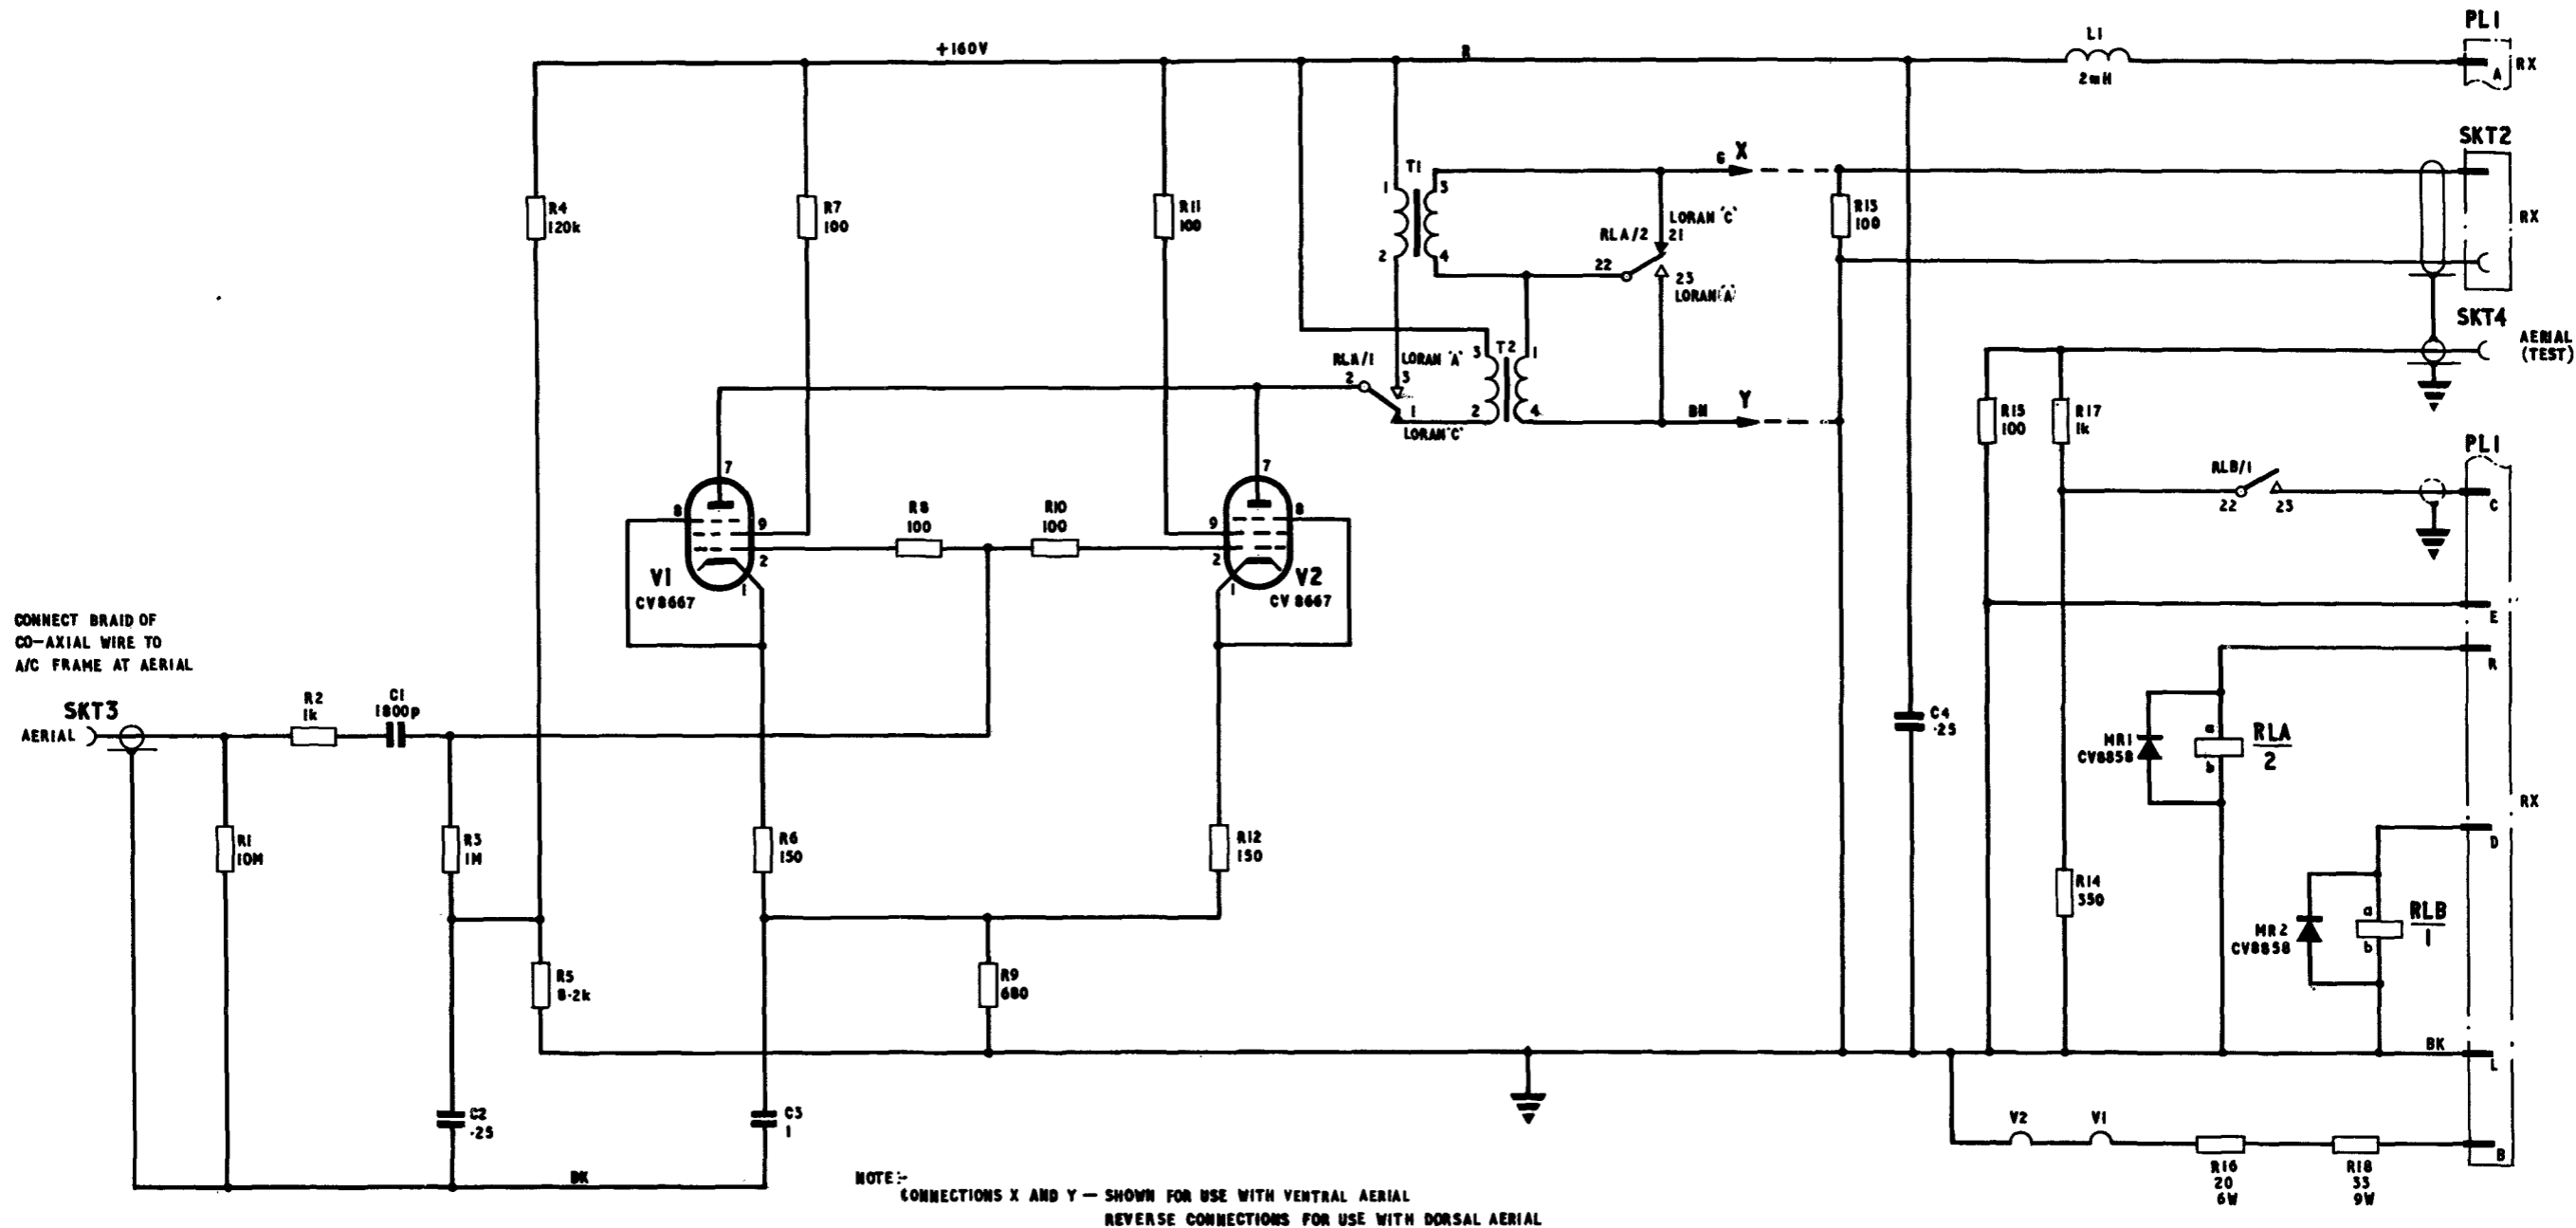 PL1
L1
+160V
R
2mH
A
RX
SKT2
G X
T1
1
3
R4
120k
R7
100
R11
100
R13
100
RX
LORAN 'C'
RLA/2 21
2
4
22
23
LORAN 'A'
SKT4
AERIAL
(TEST)
RLA/1
LORAN 'A'
2
3
3
T2
1
1
2
4
BN
Y
LORAN 'C'
R15
100
R17
1k
PL1
7
7
RLB/1
22
23
C
8
9
R8
100
R10
100
9
8
2
2
V1
CV8667
1
1
V2
CV 8667
E
CONNECT BRAID OF
CO-AXIAL WIRE TO
A/C FRAME AT AERIAL
R
SKT3
AERIAL
R2
1k
C1
1800p
C4
.25
MR1
CV8858
a
b
RLA
2
RX
R1
10M
R3
1M
R6
150
R12
150
D
R14
350
MR2
CV8858
a
b
RLB
1
R5
8.2k
R9
680
BK
L
C2
.25
C3
1
V2
V1
B
R16
20
6W
R18
33
9W
BK
NOTE:-
CONNECTIONS X AND Y — SHOWN FOR USE WITH VENTRAL AERIAL
REVERSE CONNECTIONS FOR USE WITH DORSAL AERIAL